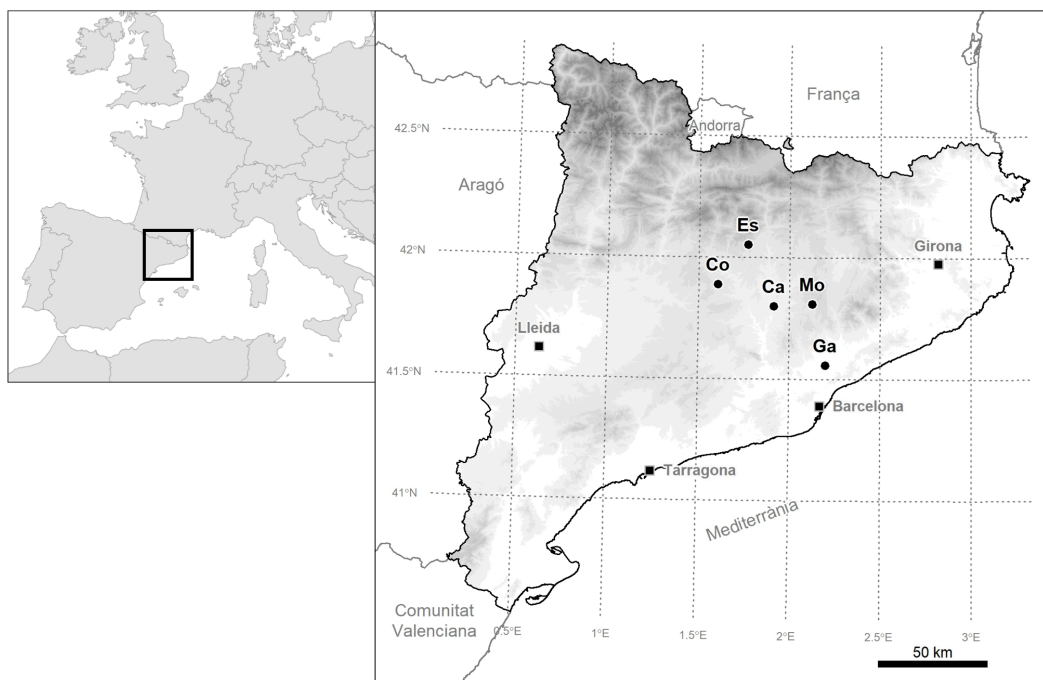 França
Andorra
42.5°N
Aragó
Es
42°N
Girona
Co
Ca
Mo
Lleida
Ga
41.5°N
Barcelona
Tarragona
41°N
Mediterrània
Comunitat
Valenciana
0.5°E
1°E
1.5°E
2°E
2.5°E
3°E
50 km